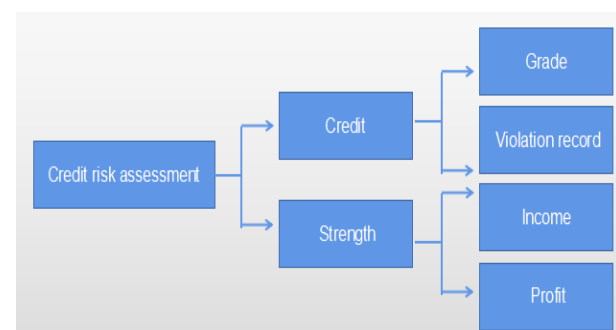 Grade
Credit
Violation record
Credit risk assessment
Income
Strength
Profit